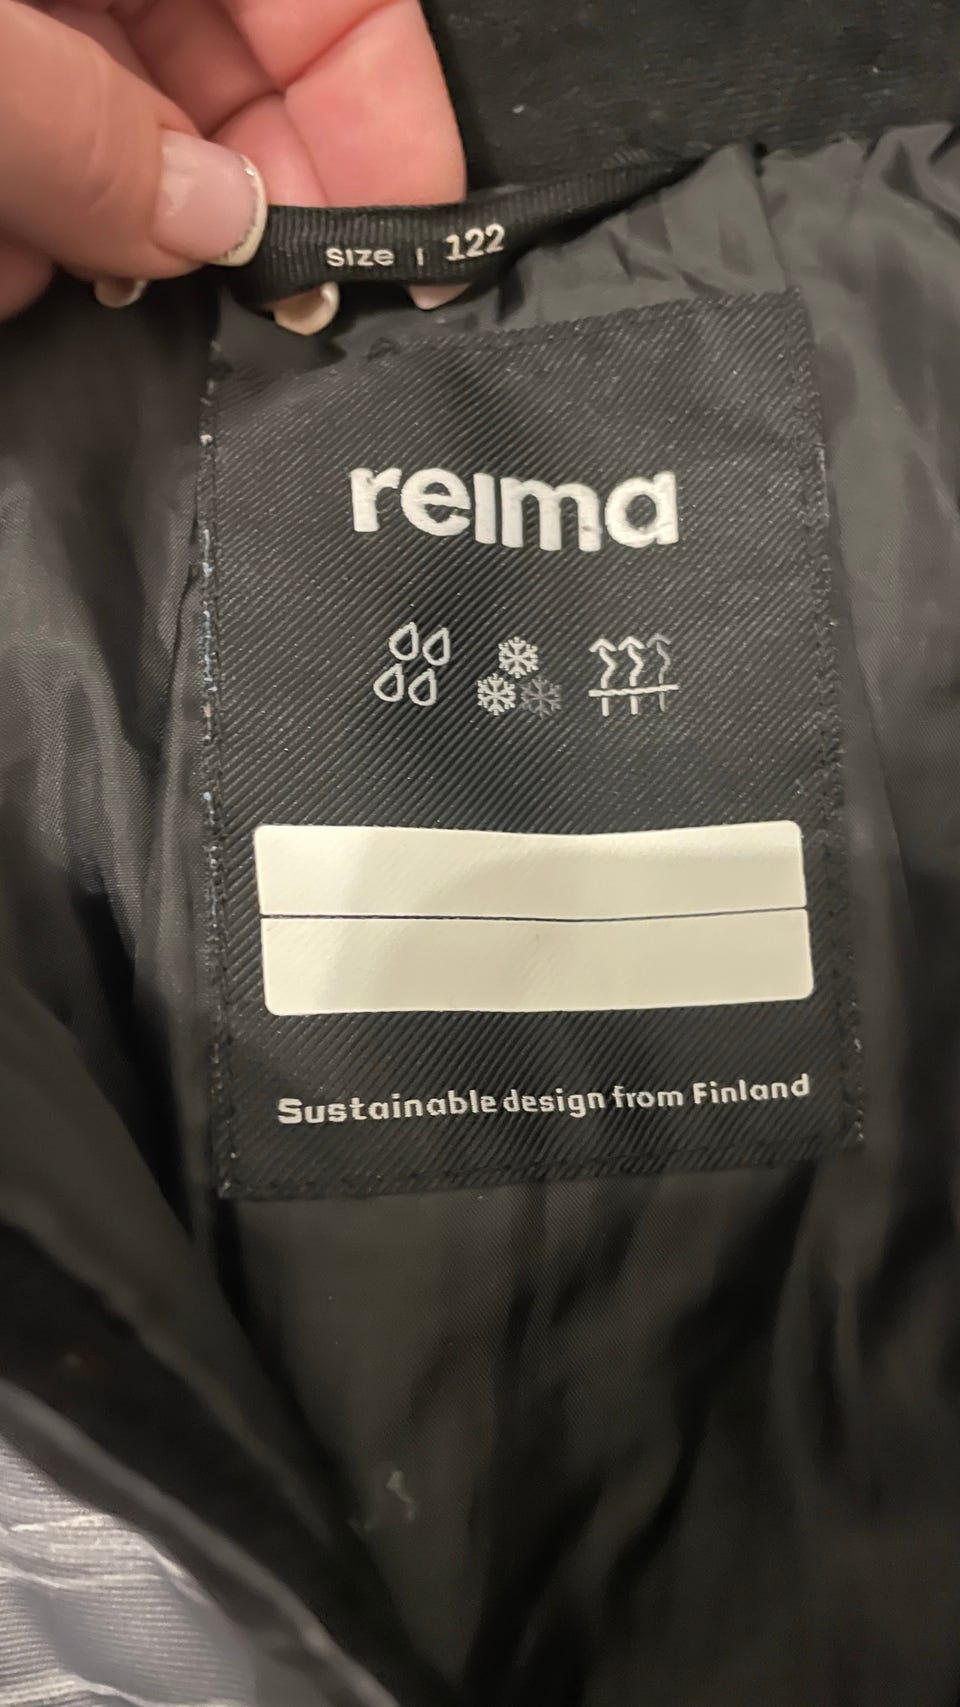 size | 122
reima
Sustainable design from Finland